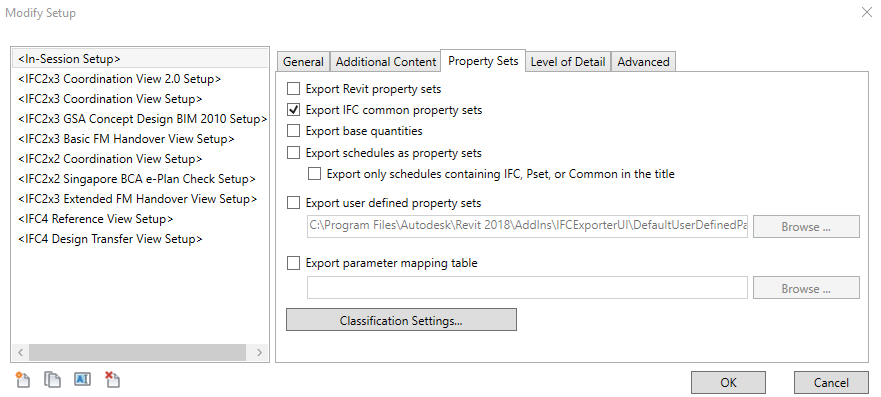 Modify Setup
<In-Session Setup>
<IFC2x3 Coordination View 2.0 Setup>
<IFC2x3 Coordination View Setup>
<IFC2x3 GSA Concept Design BIM 2010 Setup>
<IFC2x3 Basic FM Handover View Setup>
<IFC2x2 Coordination View Setup>
<IFC2x2 Singapore BCA e-Plan Check Setup>
<IFC2x3 Extended FM Handover View Setup>
<IFC4 Reference View Setup>
<IFC4 Design Transfer View Setup>
General Additional Content Property Sets Level of Detail Advanced
Export Revit property sets
Export IFC common property sets
Export base quantities
Export schedules as property sets
Export only schedules containing IFC, Pset, or Common in the title
Export user defined property sets
C:\Program Files\Autodesk\Revit 2018\AddIns\IFCExporterUI\DefaultUserDefinedPa Browse ...
Export parameter mapping table
Browse ...
Classification Settings...
AI
OK Cancel